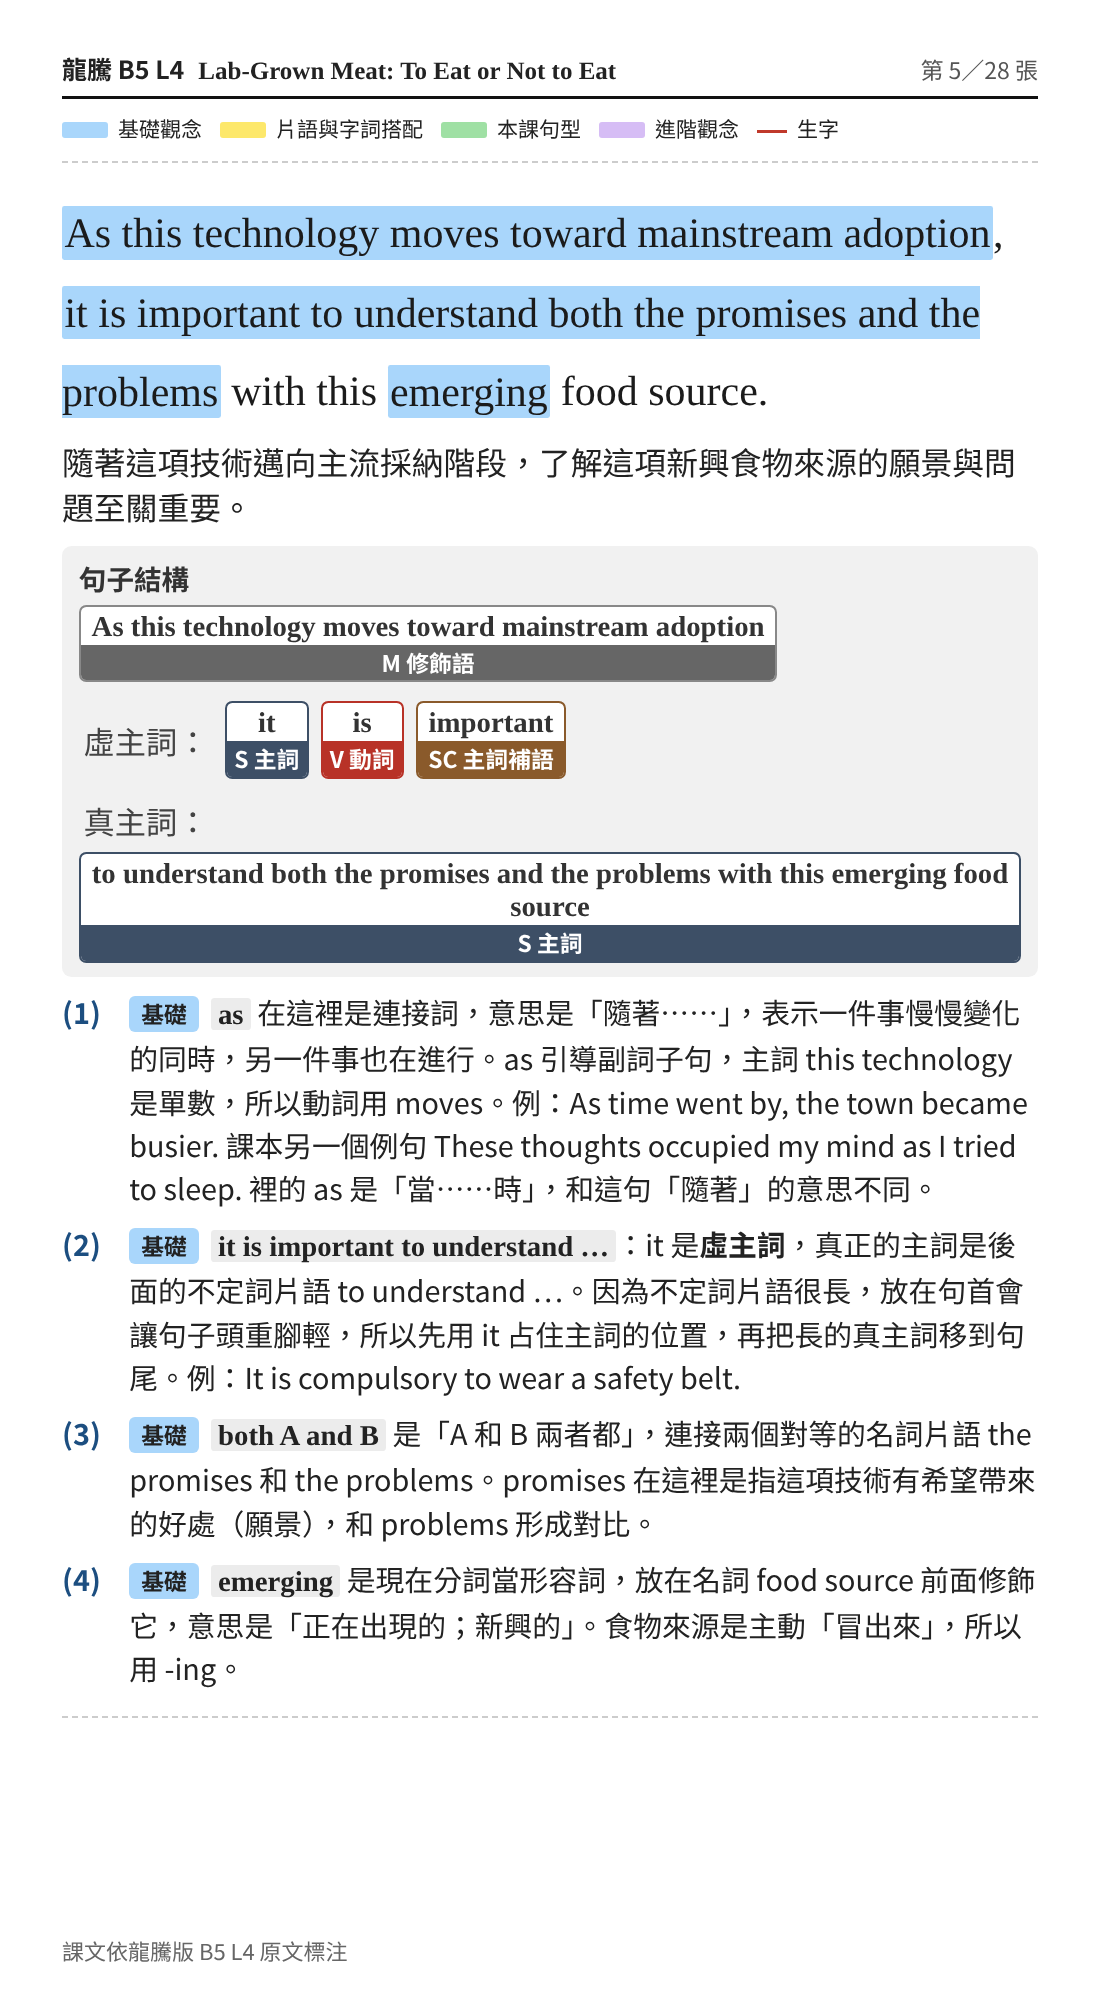 龍騰 B5 L4 Lab-Grown Meat: To Eat or Not to Eat 第 5／28 張
基礎觀念 片語與字詞搭配 本課句型 進階觀念 生字
As this technology moves toward mainstream adoption,
it is important to understand both the promises and the
problems with this emerging food source.
隨著這項技術邁向主流採納階段，了解這項新興食物來源的願景與問
題至關重要。
句子結構
As this technology moves toward mainstream adoption
M 修飾語
虛主詞： it is important
S 主詞 V 動詞 SC 主詞補語
真主詞：
to understand both the promises and the problems with this emerging food
source
S 主詞
(1) 基礎 as 在這裡是連接詞，意思是「隨著……」，表示一件事慢慢變化
的同時，另一件事也在進行。as 引導副詞子句，主詞 this technology
是單數，所以動詞用 moves。例：As time went by, the town became
busier. 課本另一個例句 These thoughts occupied my mind as I tried
to sleep. 裡的 as 是「當……時」，和這句「隨著」的意思不同。
(2) 基礎 it is important to understand …：it 是虛主詞，真正的主詞是後
面的不定詞片語 to understand …。因為不定詞片語很長，放在句首會
讓句子頭重腳輕，所以先用 it 占住主詞的位置，再把長的真主詞移到句
尾。例：It is compulsory to wear a safety belt.
(3) 基礎 both A and B 是「A 和 B 兩者都」，連接兩個對等的名詞片語 the
promises 和 the problems。promises 在這裡是指這項技術有希望帶來
的好處（願景），和 problems 形成對比。
(4) 基礎 emerging 是現在分詞當形容詞，放在名詞 food source 前面修飾
它，意思是「正在出現的；新興的」。食物來源是主動「冒出來」，所以
用 -ing。
課文依龍騰版 B5 L4 原文標注